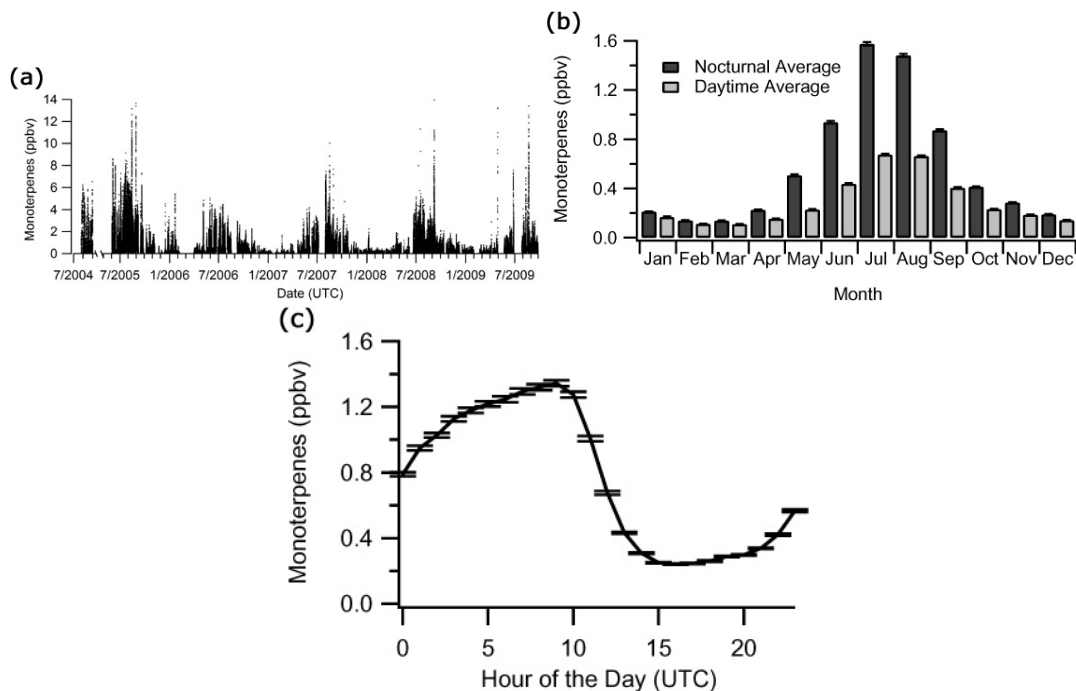 (a)
Monoterpenes (ppbv)
14
12
10
8
6
4
2
0
7/2004 7/2005 1/2006 7/2006 1/2007 7/2007 1/2008 7/2008 1/2009 7/2009
Date (UTC)
(b)
Monoterpenes (ppbv)
1.6
1.2
0.8
0.4
0.0
Nocturnal Average
Daytime Average
Jan Feb Mar Apr May Jun Jul Aug Sep Oct Nov Dec
Month
(c)
Monoterpenes (ppbv)
1.6
1.2
0.8
0.4
0.0
0 5 10 15 20
Hour of the Day (UTC)